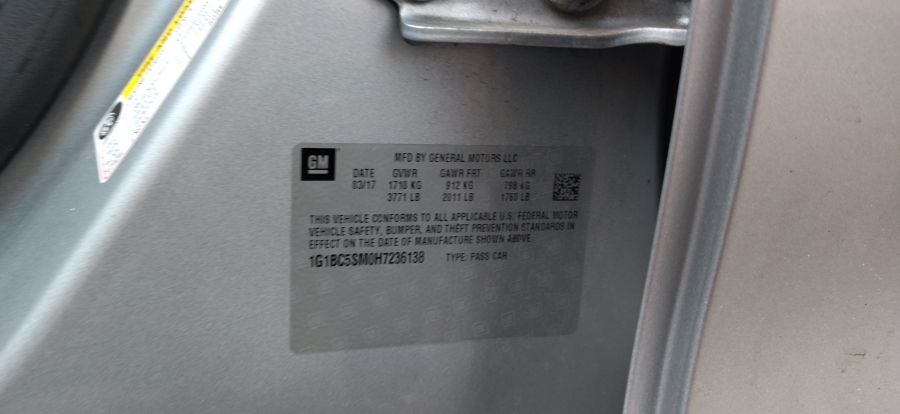 GM
MFD BY GENERAL MOTORS LLC
DATE GVWR GAWR FRT GAWR RR
03/17 1710 KG 912 KG 798 KG
3771 LB 2011 LB 1760 LB
THIS VEHICLE CONFORMS TO ALL APPLICABLE U.S. FEDERAL MOTOR
VEHICLE SAFETY, BUMPER, AND THEFT PREVENTION STANDARDS IN
EFFECT ON THE DATE OF MANUFACTURE SHOWN ABOVE.
1G1BC5SM0H7236138 TYPE: PASS CAR